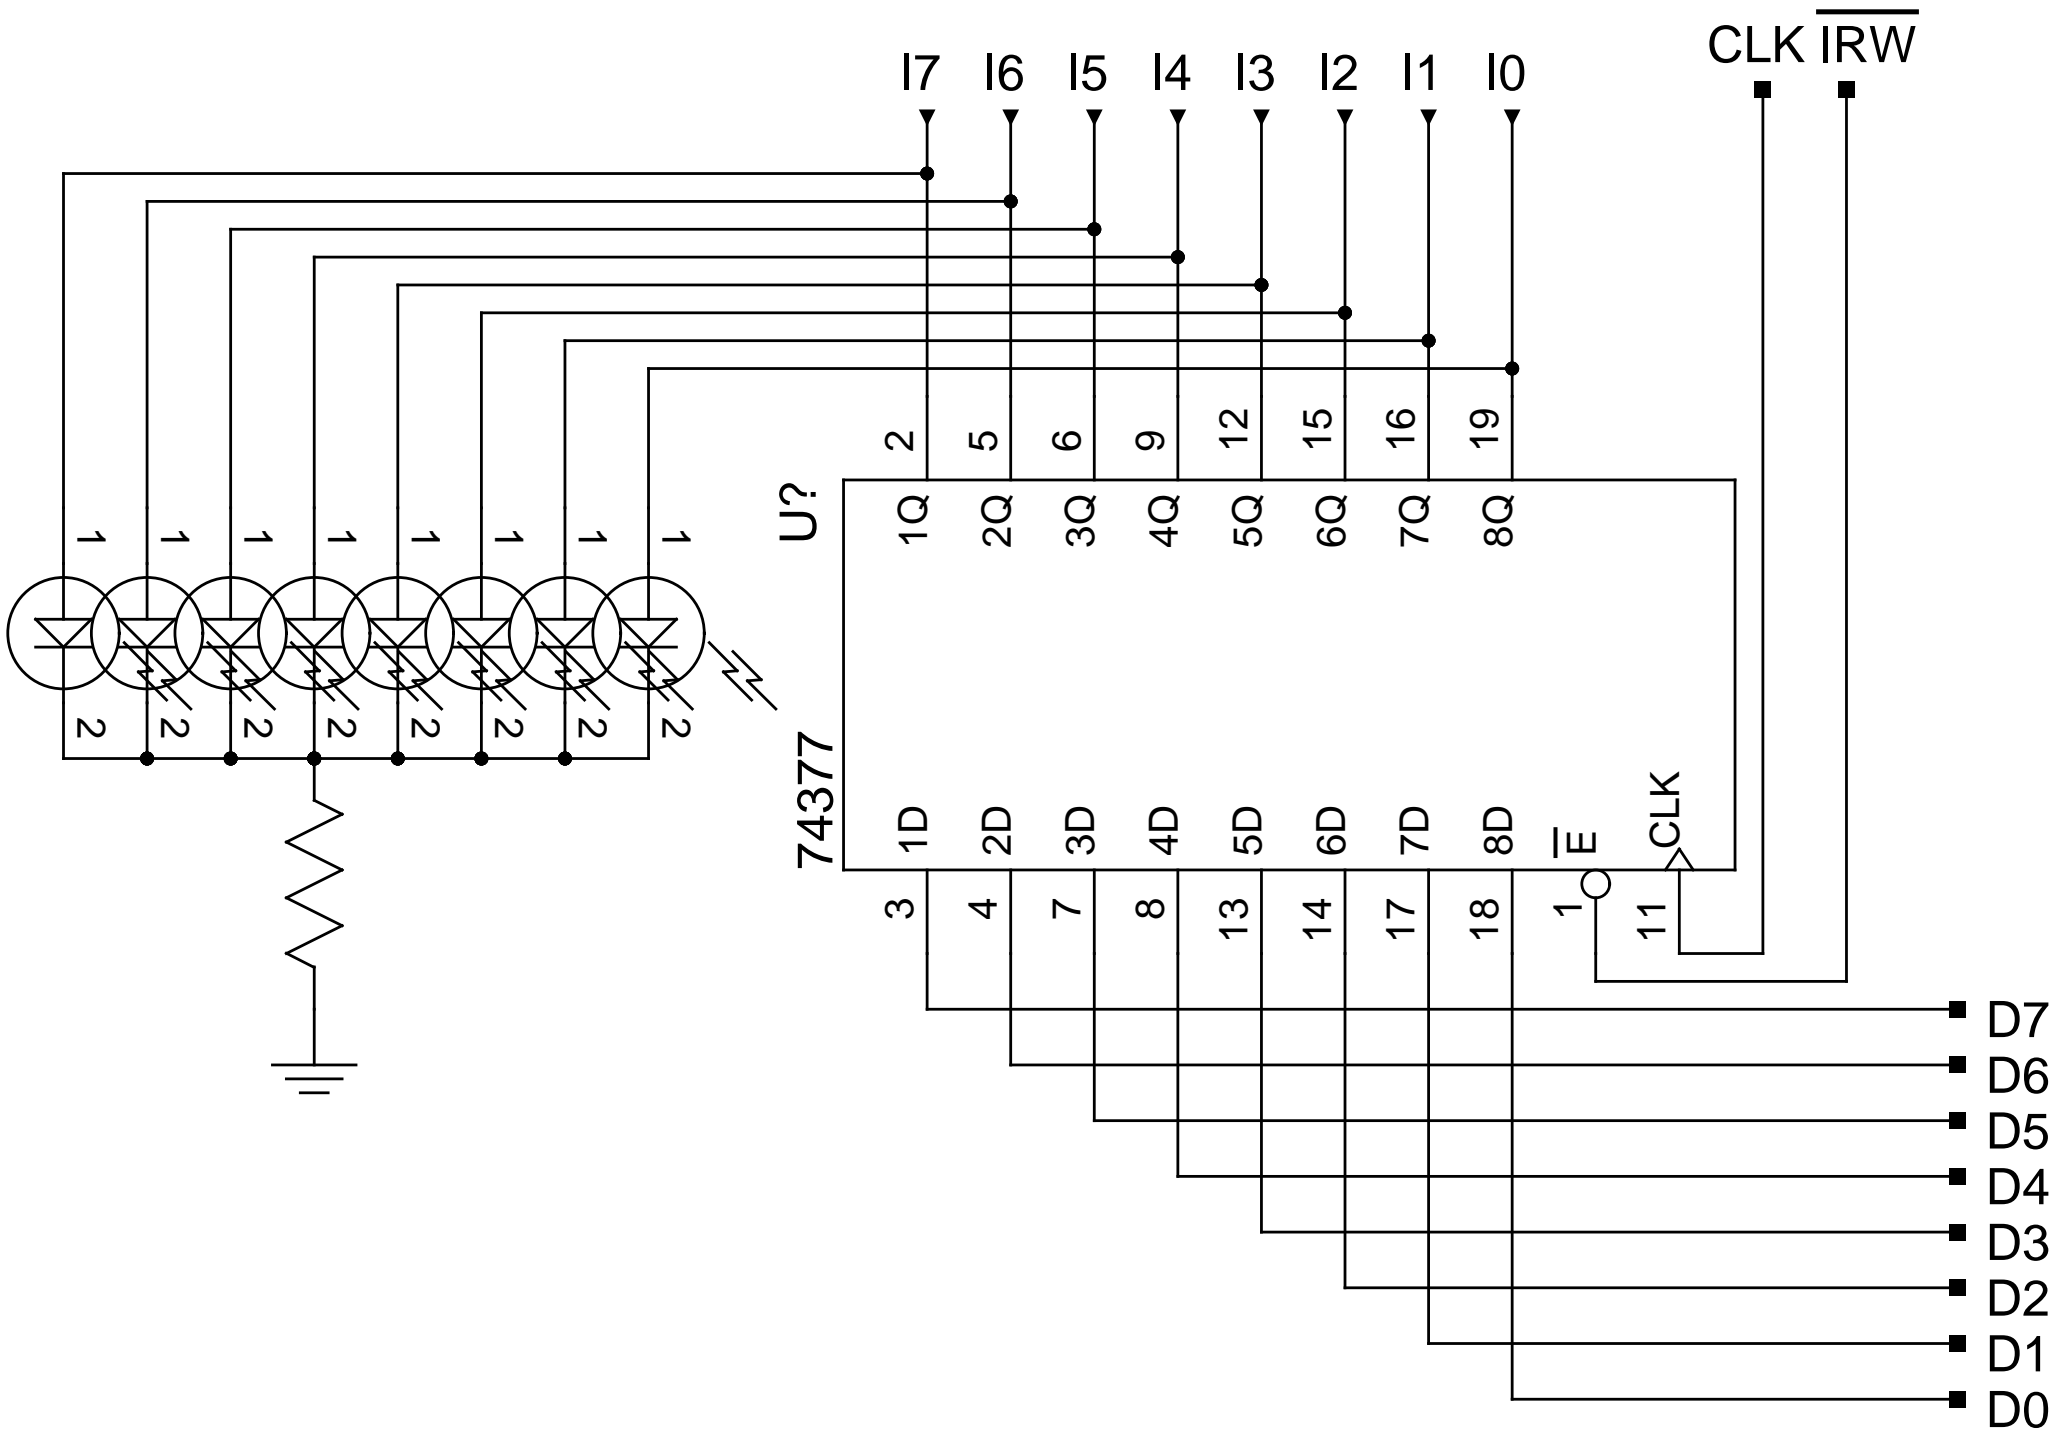 CLK IRW
I7 I6 I5 I4 I3 I2 I1 I0
2 5 6 9 12 15 16 19
U?
1Q 2Q 3Q 4Q 5Q 6Q 7Q 8Q
1 1 1 1 1 1 1 1
2 2 2 2 2 2 2 2
74377
1D 2D 3D 4D 5D 6D 7D 8D E CLK
3 4 7 8 13 14 17 18 1 11
D7
D6
D5
D4
D3
D2
D1
D0